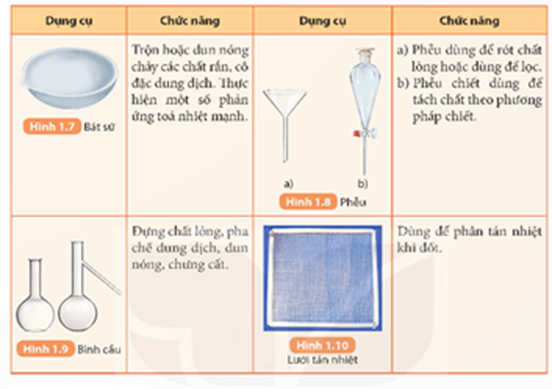 Dụng cụ
Chức năng
Dụng cụ
Chức năng
Hình 1.7 Bát sứ
Trộn hoặc đun nóng
chảy các chất rắn, cô
đặc dung dịch. Thực
hiện một số phản
ứng toả nhiệt mạnh.
a)
b)
Hình 1.8 Phễu
a) Phễu dùng để rót chất
lỏng hoặc dùng để lọc.
b) Phễu chiết dùng để
tách chất theo phương
pháp chiết.
Hình 1.9 Bình cầu
Đựng chất lỏng, pha
chế dung dịch, đun
nóng, chưng cất.
Hình 1.10
Lưới tản nhiệt
Dùng để phân tán nhiệt
khi đốt.